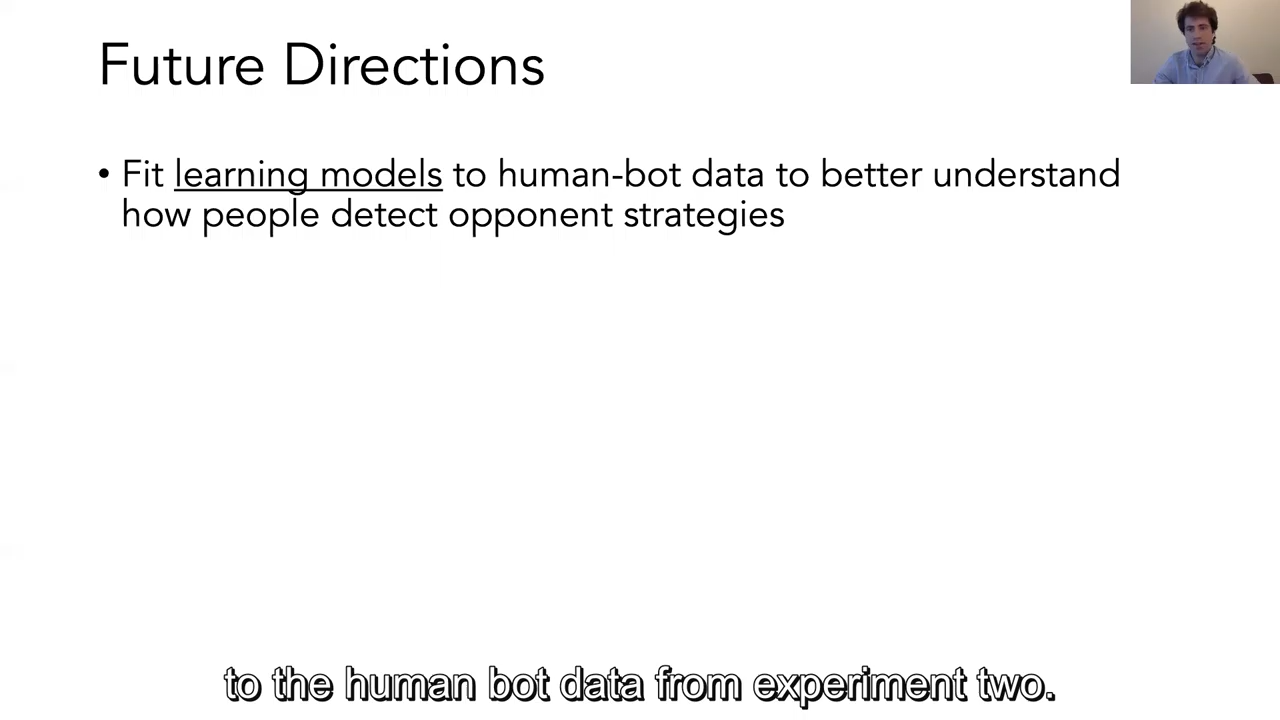 Future Directions
• Fit learning models to human-bot data to better understand
how people detect opponent strategies
to the human bot data from experiment two.